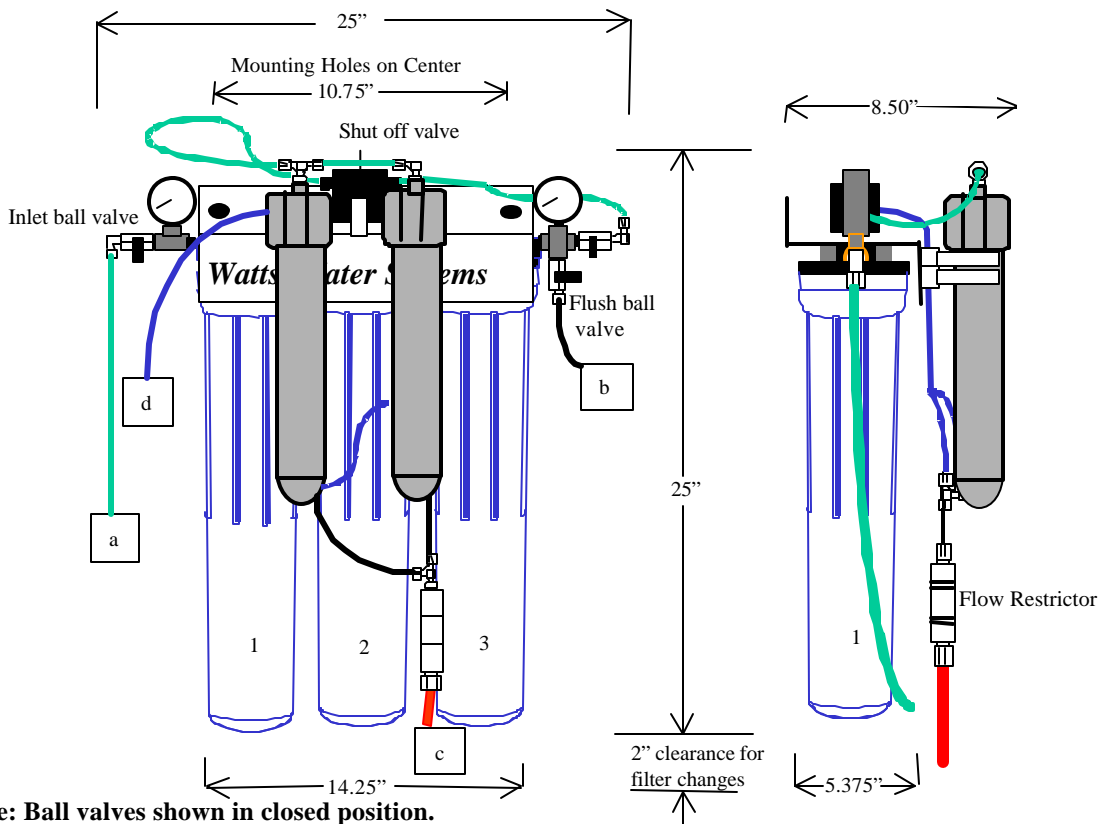 25”
Mounting Holes on Center
10.75”
8.50”
Shut off valve
Inlet ball valve
Watts
ater S
ems
Flush ball
valve
d
b
a
25”
Flow Restrictor
1
2
3
1
c
2” clearance for
filter changes
14.25”
5.375”
e: Ball valves shown in closed position.